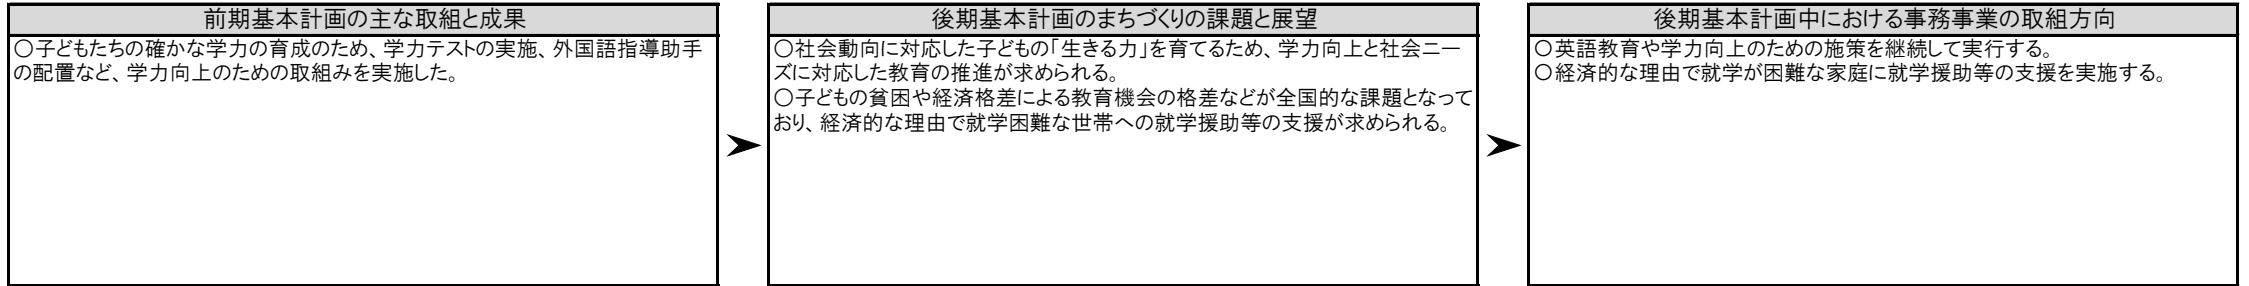 前期基本計画の主な取組と成果
〇子どもたちの確かな学力の育成のため、学力テストの実施、外国語指導助手
の配置など、学力向上のための取組みを実施した。
後期基本計画のまちづくりの課題と展望
〇社会動向に対応した子どもの「生きる力」を育てるため、学力向上と社会ニー
ズに対応した教育の推進が求められる。
〇子どもの貧困や経済格差による教育機会の格差などが全国的な課題となって
おり、経済的な理由で就学困難な世帯への就学援助等の支援が求められる。
後期基本計画中における事務事業の取組方向
〇英語教育や学力向上のための施策を継続して実行する。
〇経済的な理由で就学が困難な家庭に就学援助等の支援を実施する。